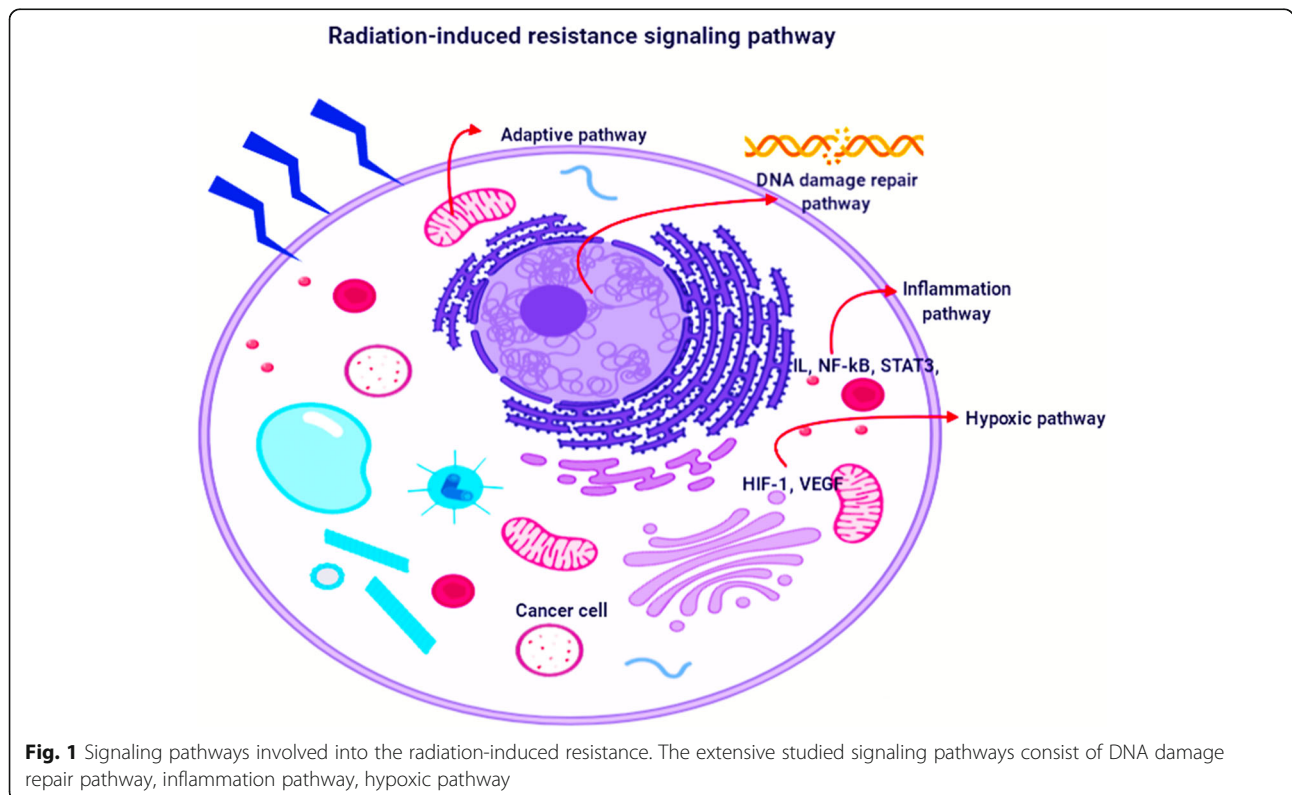 Radiation-induced resistance signaling pathway
Adaptive pathway
DNA damage repair
pathway
Inflammation
pathway
IL, NF-kB, STAT3,
Hypoxic pathway
HIF-1, VEGF
Cancer cell
Fig. 1 Signaling pathways involved into the radiation-induced resistance. The extensive studied signaling pathways consist of DNA damage
repair pathway, inflammation pathway, hypoxic pathway